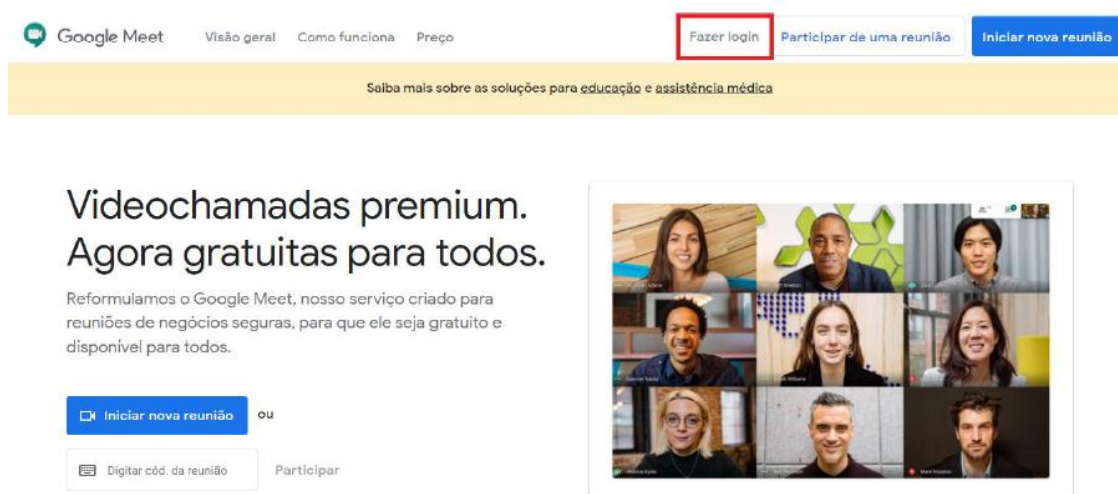 Google Meet
Visão geral
Como funciona
Preço
Fazer login
Participar de uma reunião
Iniciar nova reunião
Saiba mais sobre as soluções para educação e assistência médica
Videochamadas premium.
Agora gratuitas para todos.
Reformulamos o Google Meet, nosso serviço criado para
reuniões de negócios seguras, para que ele seja gratuito e
disponível para todos.
Iniciar nova reunião
ou
Digitar cód. da reunião
Participar